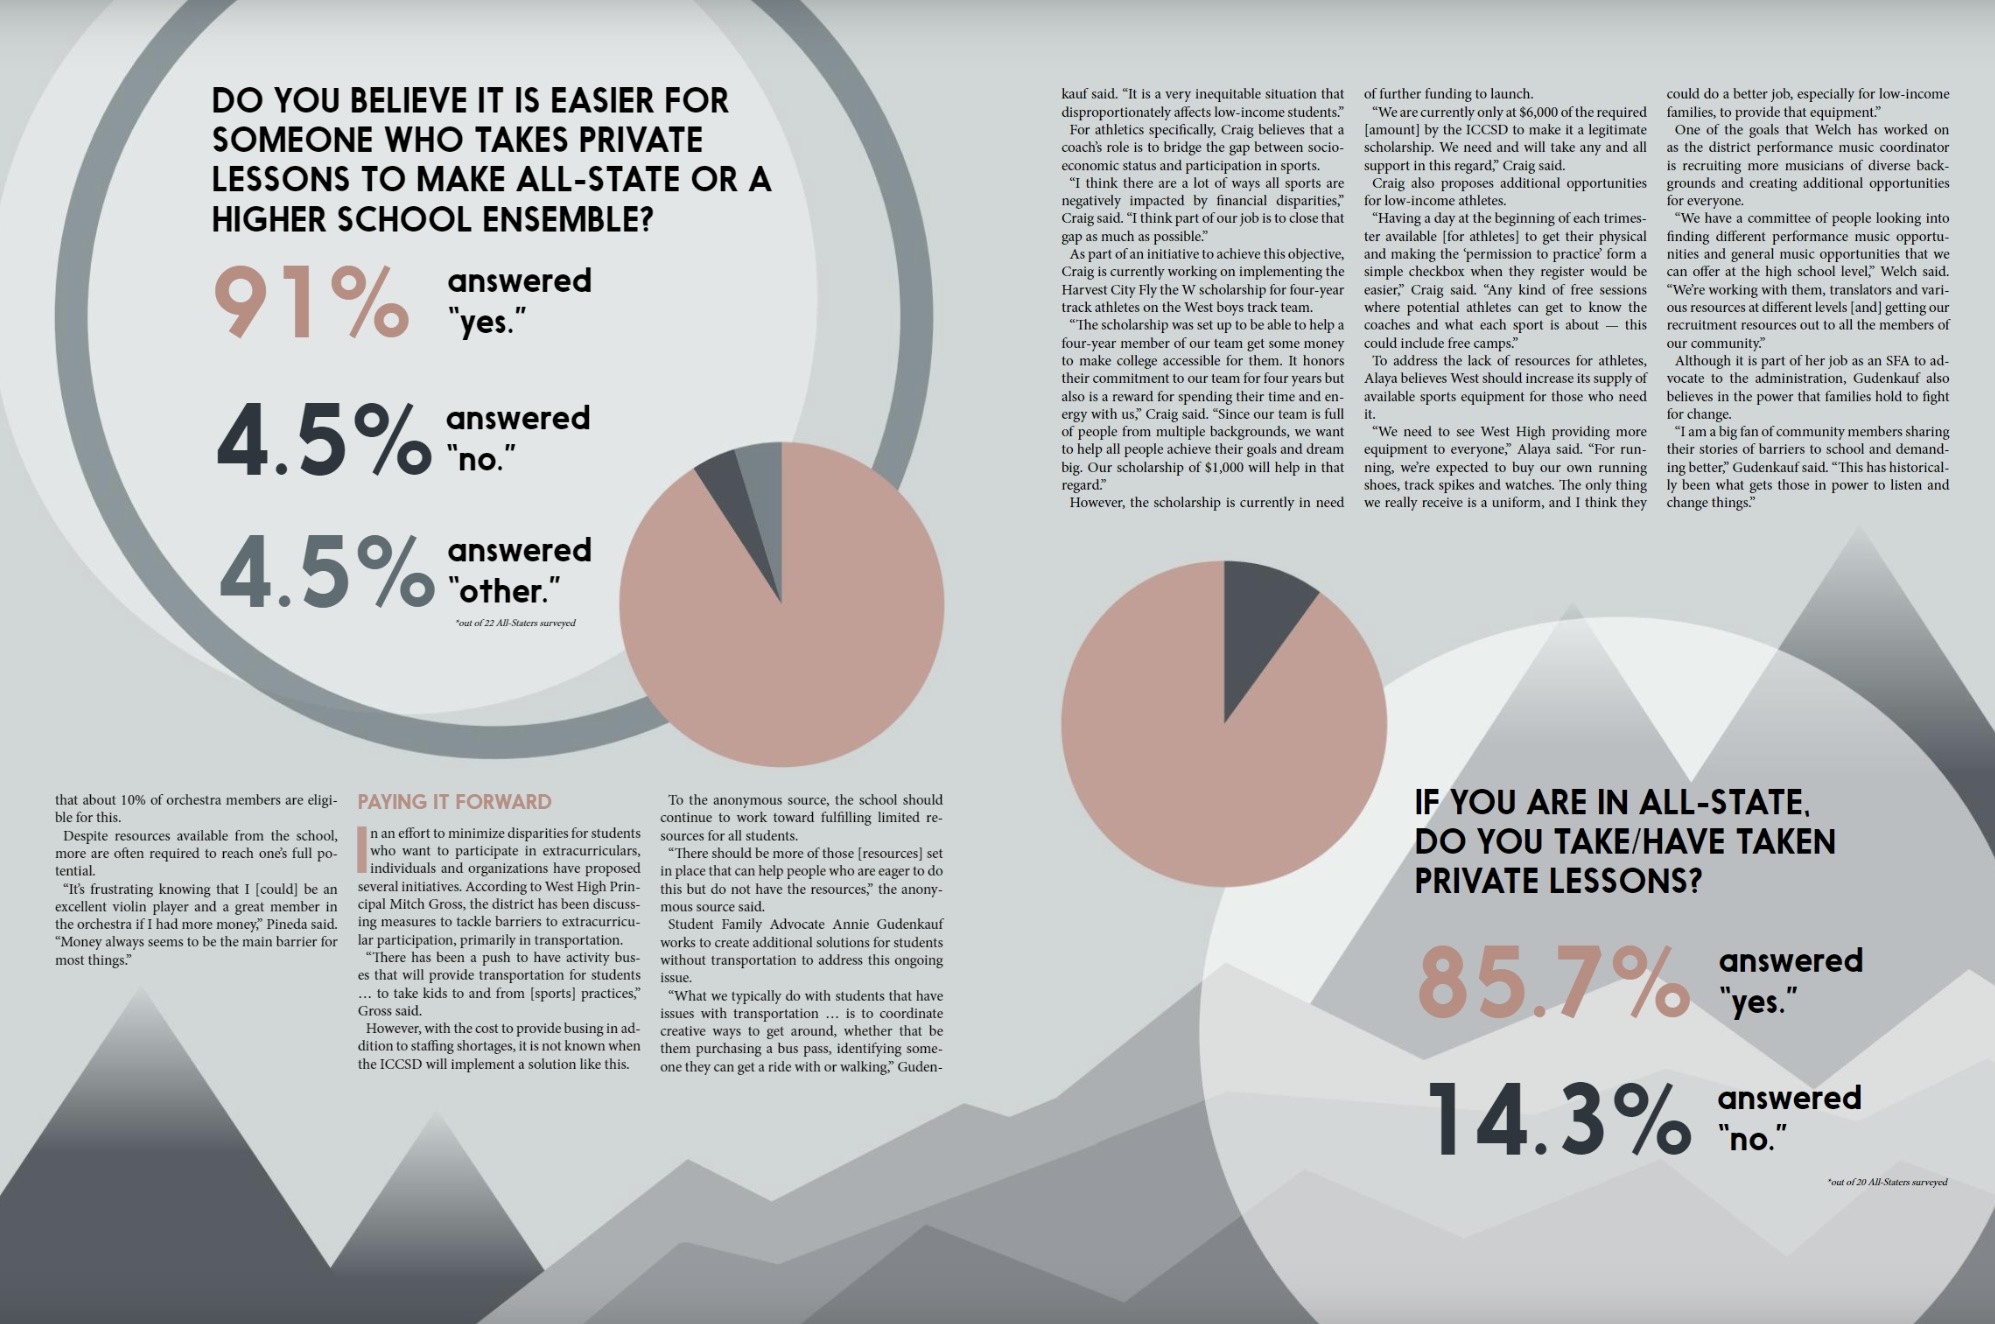 DO YOU BELIEVE IT IS EASIER FOR
SOMEONE WHO TAKES PRIVATE
LESSONS TO MAKE ALL-STATE OR A
HIGHER SCHOOL ENSEMBLE?
91% answered
“yes.”
4.5% answered
“no.”
4.5% answered
“other.”
*out of 22 All-Staters surveyed
that about 10% of orchestra members are eligi-
ble for this.
Despite resources available from the school,
more are often required to reach one’s full po-
tential.
“It’s frustrating knowing that I [could] be an
excellent violin player and a great member in
the orchestra if I had more money,” Pineda said.
“Money always seems to be the main barrier for
most things.”
PAYING IT FORWARD
In an effort to minimize disparities for students
who want to participate in extracurriculars,
individuals and organizations have proposed
several initiatives. According to West High Prin-
cipal Mitch Gross, the district has been discuss-
ing measures to tackle barriers to extracurricu-
lar participation, primarily in transportation.
“There has been a push to have activity bus-
es that will provide transportation for students
… to take kids to and from [sports] practices,”
Gross said.
However, with the cost to provide busing in ad-
dition to staffing shortages, it is not known when
the ICCSD will implement a solution like this.
To the anonymous source, the school should
continue to work toward fulfilling limited re-
sources for all students.
“There should be more of those [resources] set
in place that can help people who are eager to do
this but do not have the resources,” the anony-
mous source said.
Student Family Advocate Annie Gudenkauf
works to create additional solutions for students
without transportation to address this ongoing
issue.
“What we typically do with students that have
issues with transportation … is to coordinate
creative ways to get around, whether that be
them purchasing a bus pass, identifying some-
one they can get a ride with or walking,” Guden-
kauf said. “It is a very inequitable situation that
disproportionately affects low-income students.”
For athletics specifically, Craig believes that a
coach’s role is to bridge the gap between socio-
economic status and participation in sports.
“I think there are a lot of ways all sports are
negatively impacted by financial disparities,”
Craig said. “I think part of our job is to close that
gap as much as possible.”
As part of an initiative to achieve this objective,
Craig is currently working on implementing the
Harvest City Fly the W scholarship for four-year
track athletes on the West boys track team.
“The scholarship was set up to be able to help a
four-year member of our team get some money
to make college accessible for them. It honors
their commitment to our team for four years but
also is a reward for spending their time and en-
ergy with us,” Craig said. “Since our team is full
of people from multiple backgrounds, we want
to help all people achieve their goals and dream
big. Our scholarship of $1,000 will help in that
regard.”
However, the scholarship is currently in need
of further funding to launch.
“We are currently only at $6,000 of the required
[amount] by the ICCSD to make it a legitimate
scholarship. We need and will take any and all
support in this regard,” Craig said.
Craig also proposes additional opportunities
for low-income athletes.
“Having a day at the beginning of each trimes-
ter available [for athletes] to get their physical
and making the ‘permission to practice’ form a
simple checkbox when they register would be
easier,” Craig said. “Any kind of free sessions
where potential athletes can get to know the
coaches and what each sport is about — this
could include free camps.”
To address the lack of resources for athletes,
Alaya believes West should increase its supply of
available sports equipment for those who need
it.
“We need to see West High providing more
equipment to everyone,” Alaya said. “For run-
ning, we’re expected to buy our own running
shoes, track spikes and watches. The only thing
we really receive is a uniform, and I think they
could do a better job, especially for low-income
families, to provide that equipment.”
One of the goals that Welch has worked on
as the district performance music coordinator
is recruiting more musicians of diverse back-
grounds and creating additional opportunities
for everyone.
“We have a committee of people looking into
finding different performance music opportu-
nities and general music opportunities that we
can offer at the high school level,” Welch said.
“We’re working with them, translators and vari-
ous resources at different levels [and] getting our
recruitment resources out to all the members of
our community.”
Although it is part of her job as an SFA to ad-
vocate to the administration, Gudenkauf also
believes in the power that families hold to fight
for change.
“I am a big fan of community members sharing
their stories of barriers to school and demand-
ing better,” Gudenkauf said. “This has historical-
ly been what gets those in power to listen and
change things.”
IF YOU ARE IN ALL-STATE,
DO YOU TAKE/HAVE TAKEN
PRIVATE LESSONS?
85.7% answered
“yes.”
14.3% answered
“no.”
*out of 20 All-Staters surveyed